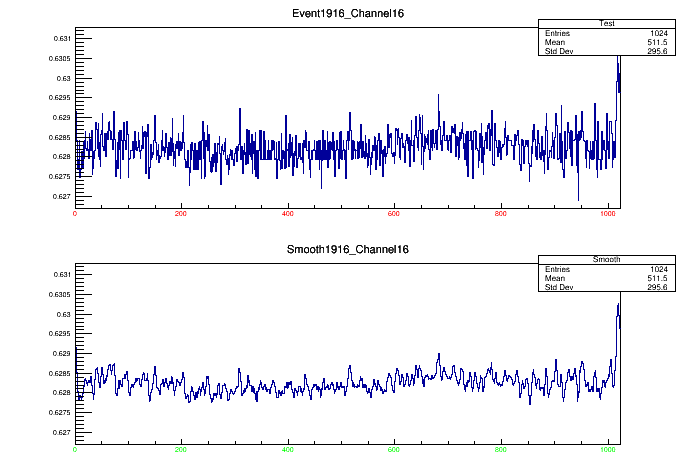 Event1916_Channel16
Test
Entries 1024
Mean 511.5
Std Dev 295.6
0.631
0.6305
0.63
0.6295
0.629
0.6285
0.628
0.6275
0.627
0 200 400 600 800 1000
Smooth1916_Channel16
Smooth
Entries 1024
Mean 511.5
Std Dev 295.6
0.631
0.6305
0.63
0.6295
0.629
0.6285
0.628
0.6275
0.627
0 200 400 600 800 1000